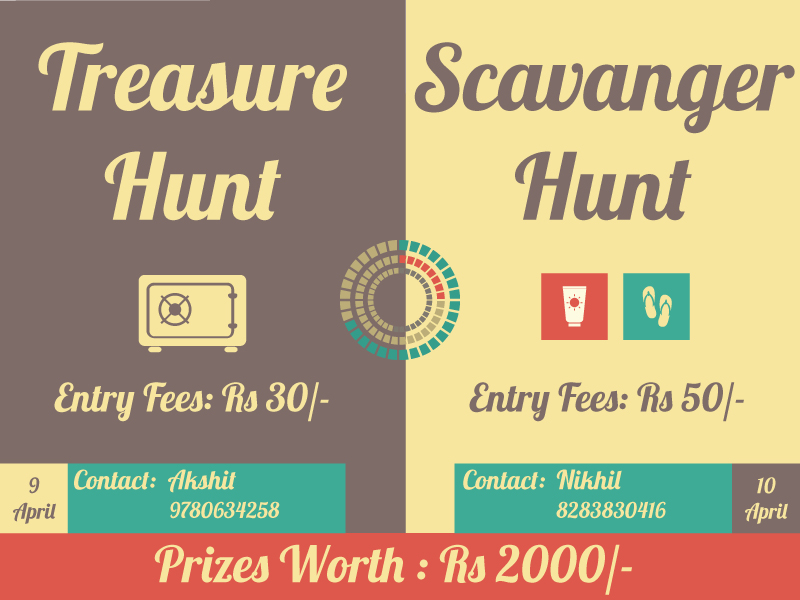 Treasure
Hunt
Entry Fees: Rs 30/-
9
April
Contact: Akshit
9780634258
Scavanger
Hunt
Entry Fees: Rs 50/-
Contact: Nikhil
8283830416
10
April
Prizes Worth : Rs 2000/-